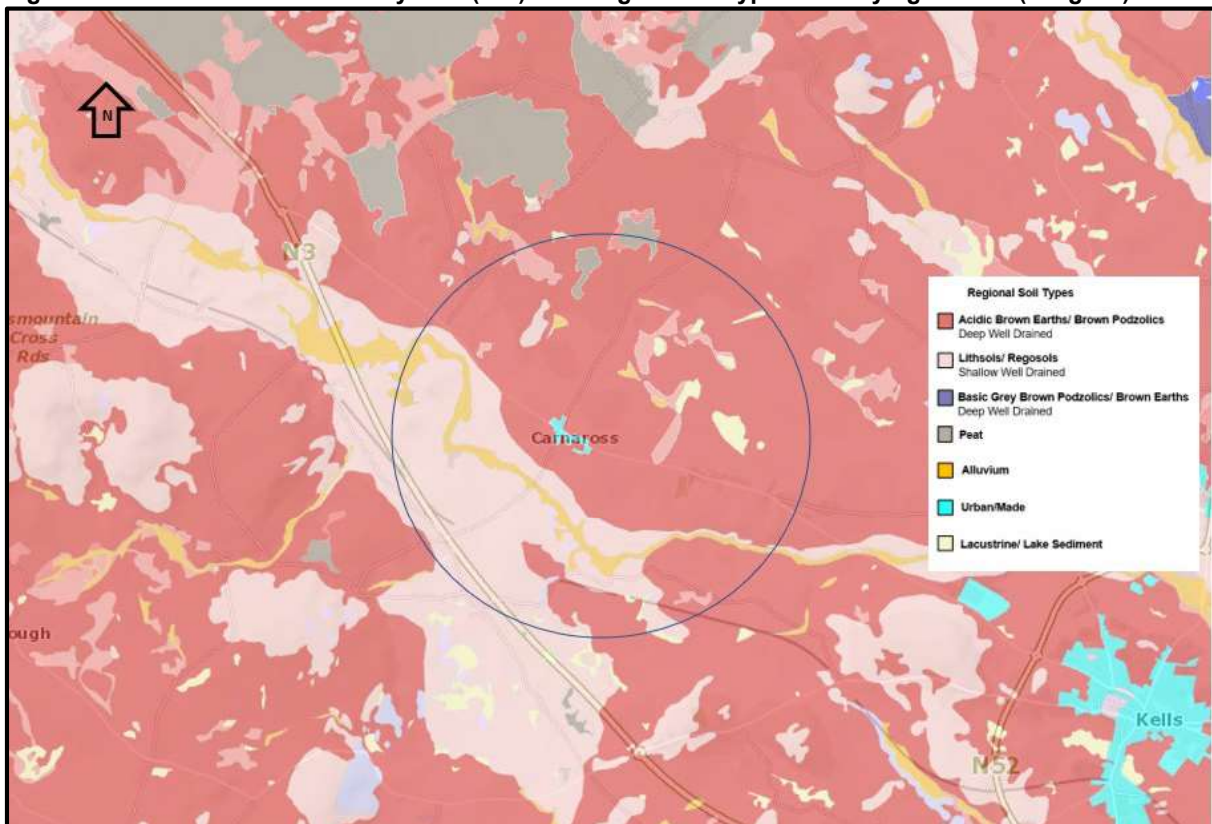 N
N3
smountain
Cross
Rds
Carnaross
ough
Kells
N52
Regional Soil Types
Acidic Brown Earths/ Brown Podzolics
Deep Well Drained
Lithsols/ Regosols
Shallow Well Drained
Basic Grey Brown Podzolics/ Brown Earths
Deep Well Drained
Peat
Alluvium
Urban/Made
Lacustrine/ Lake Sediment